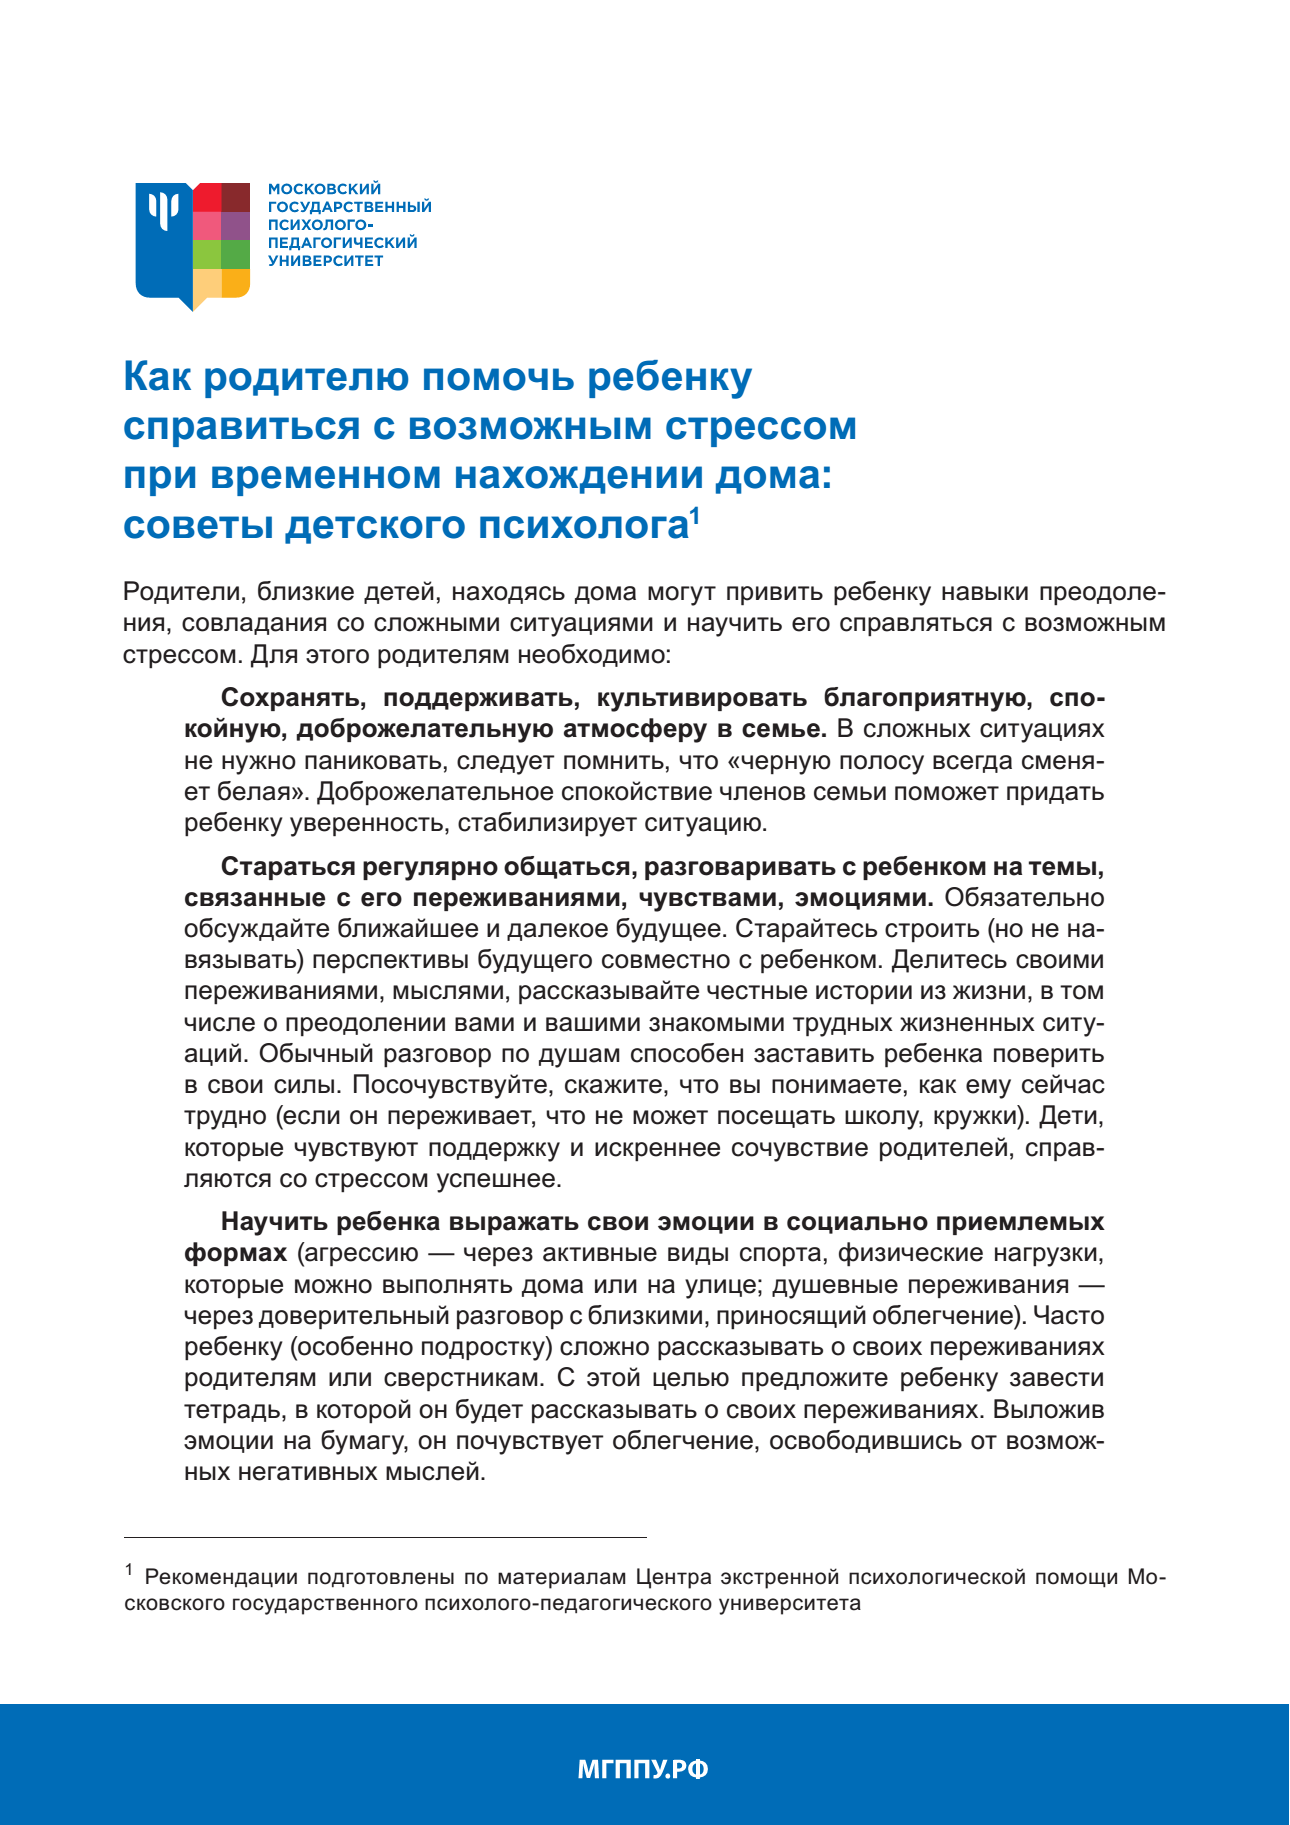 МОСКОВСКИЙ
ГОСУДАРСТВЕННЫЙ
ПСИХОЛОГО-
ПЕДАГОГИЧЕСКИЙ
УНИВЕРСИТЕТ
Как родителю помочь ребенку
справиться с возможным стрессом
при временном нахождении дома:
советы детского психолога¹
Родители, близкие детей, находясь дома могут привить ребенку навыки преодоле-
ния, совладания со сложными ситуациями и научить его справляться с возможным
стрессом. Для этого родителям необходимо:
Сохранять, поддерживать, культивировать благоприятную, спо-
койную, доброжелательную атмосферу в семье. В сложных ситуациях
не нужно паниковать, следует помнить, что «черную полосу всегда сменя-
ет белая». Доброжелательное спокойствие членов семьи поможет придать
ребенку уверенность, стабилизирует ситуацию.
Стараться регулярно общаться, разговаривать с ребенком на темы,
связанные с его переживаниями, чувствами, эмоциями. Обязательно
обсуждайте ближайшее и далекое будущее. Старайтесь строить (но не на-
вязывать) перспективы будущего совместно с ребенком. Делитесь своими
переживаниями, мыслями, рассказывайте честные истории из жизни, в том
числе о преодолении вами и вашими знакомыми трудных жизненных ситу-
аций. Обычный разговор по душам способен заставить ребенка поверить
в свои силы. Посочувствуйте, скажите, что вы понимаете, как ему сейчас
трудно (если он переживает, что не может посещать школу, кружки). Дети,
которые чувствуют поддержку и искреннее сочувствие родителей, справ-
ляются со стрессом успешнее.
Научить ребенка выражать свои эмоции в социально приемлемых
формах (агрессию — через активные виды спорта, физические нагрузки,
которые можно выполнять дома или на улице; душевные переживания —
через доверительный разговор с близкими, приносящий облегчение). Часто
ребенку (особенно подростку) сложно рассказывать о своих переживаниях
родителям или сверстникам. С этой целью предложите ребенку завести
тетрадь, в которой он будет рассказывать о своих переживаниях. Выложив
эмоции на бумагу, он почувствует облегчение, освободившись от возмож-
ных негативных мыслей.
¹ Рекомендации подготовлены по материалам Центра экстренной психологической помощи Мо-
сковского государственного психолого-педагогического университета
МГППУ.РФ